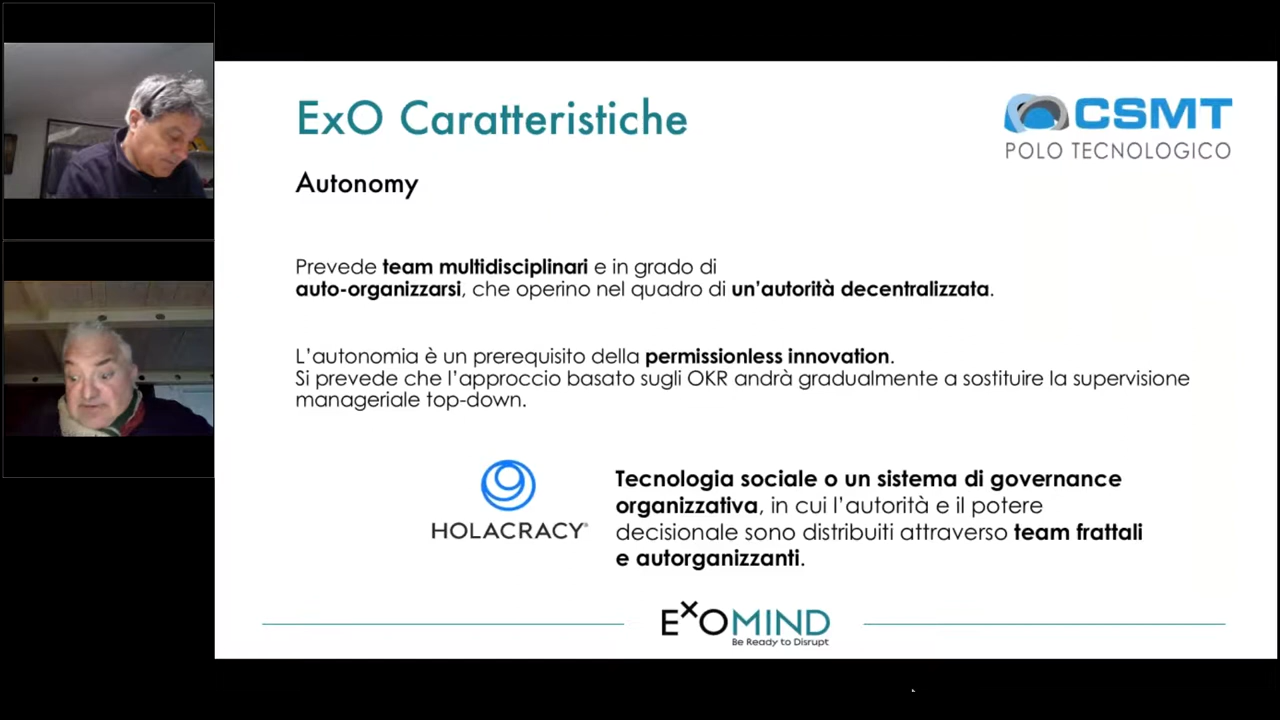 ExO Caratteristiche
CSMT
POLO TECNOLOGICO
Autonomy
Prevede team multidisciplinari e in grado di
auto-organizzarsi, che operino nel quadro di un'autorità decentralizzata.
L'autonomia è un prerequisito della permissionless innovation.
Si prevede che l'approccio basato sugli OKR andrà gradualmente a sostituire la supervisione
manageriale top-down.
HOLACRACY®
Tecnologia sociale o un sistema di governance
organizzativa, in cui l'autorità e il potere
decisionale sono distribuiti attraverso team frattali
e autorganizzanti.
EXOMIND
Be Ready to Disrupt